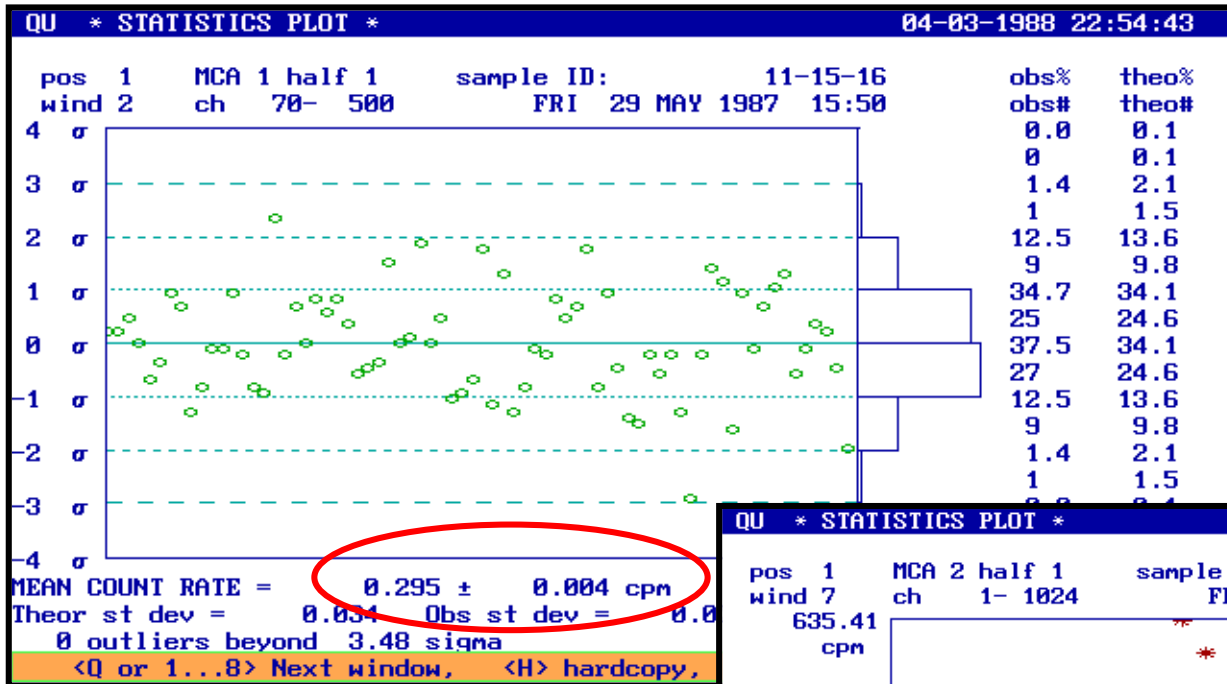 QU * STATISTICS PLOT * 04-03-1988 22:54:43
pos 1 MCA 1 half 1 sample ID: 11-15-16 obs% theo%
wind 2 ch 70- 500 FRI 29 MAY 1987 15:50 obs# theo#
4 σ 0.0 0.1
0 0.1
3 σ 1.4 2.1
1 1.5
2 σ 12.5 13.6
9 9.8
1 σ 34.7 34.1
25 24.6
0 σ 37.5 34.1
27 24.6
-1 σ 12.5 13.6
9 9.8
-2 σ 1.4 2.1
1 1.5
-3 σ
-4 σ
MEAN COUNT RATE = 0.295 ± 0.004 cpm
Theor st dev = 0.034 Obs st dev = 0.0
0 outliers beyond 3.48 sigma
<Q or 1...8> Next window, <H> hardcopy,
QU * STATISTICS PLOT *
pos 1 MCA 2 half 1 sample
wind 7 ch 1- 1024
635.41
cpm